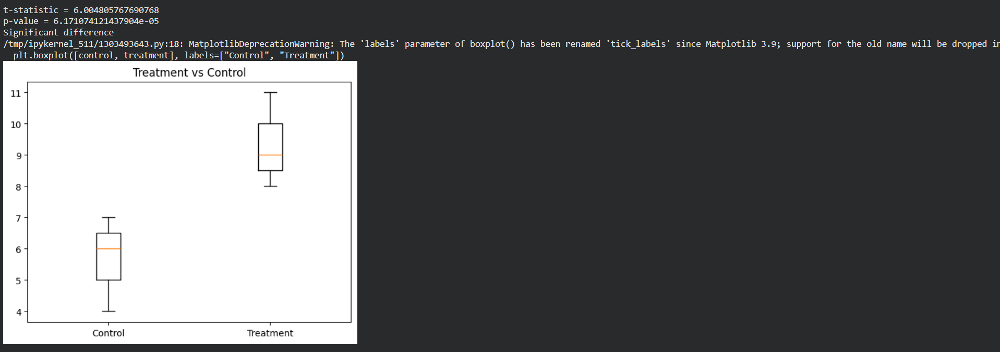 t-statistic = 6.004805767690768
p-value = 6.171074121437904e-05
Significant difference
/tmp/ipykernel_511/1303493643.py:18: MatplotlibDeprecationWarning: The 'labels' parameter of boxplot() has been renamed 'tick_labels' since Matplotlib 3.9; support for the old name will be dropped in
plt.boxplot([control, treatment], labels=["Control", "Treatment"])
Treatment vs Control
11
10
9
8
7
6
5
4
Control Treatment